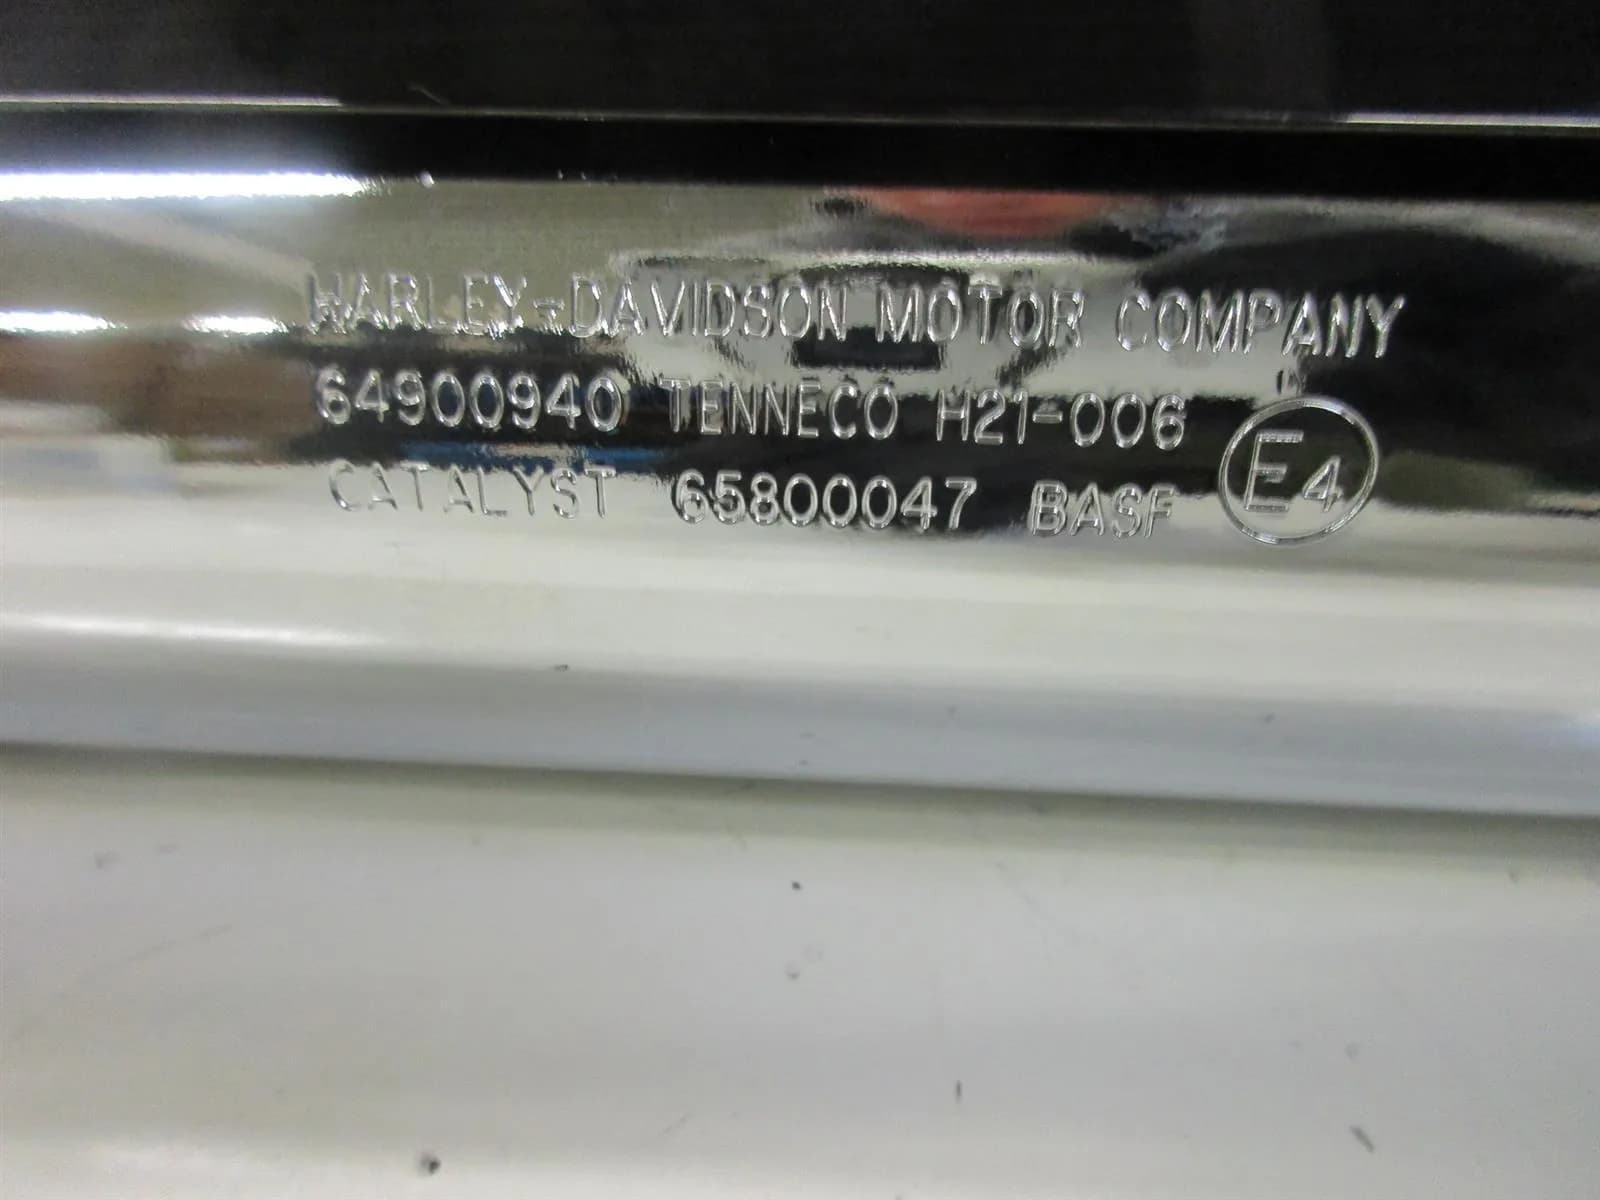 HARLEY-DAVIDSON MOTOR COMPANY
64900940 TENNECO H21-006
CATALYST 65800047 BASF E4